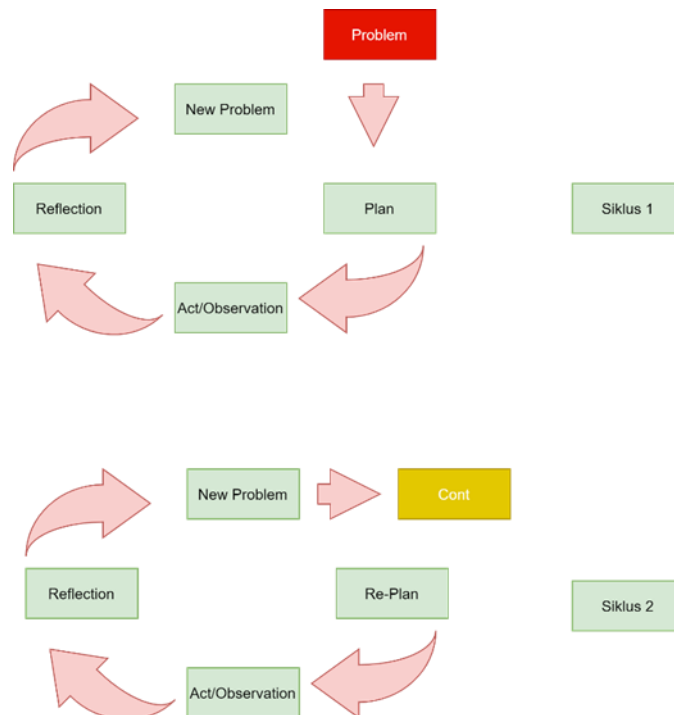 Problem
New Problem
Reflection
Plan
Siklus 1
Act/Observation
New Problem
Cont
Reflection
Re-Plan
Siklus 2
Act/Observation